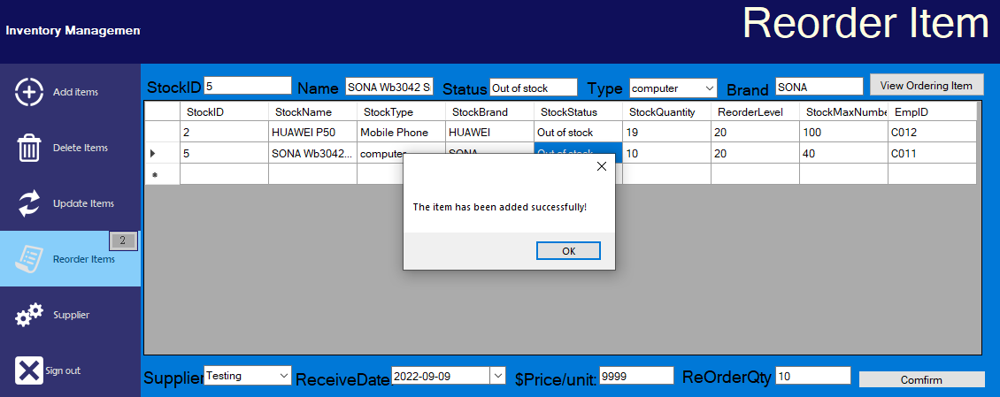 Inventory Managemen
Reorder Item
Add items
Delete Items
Update Items
2
Reorder Items
Supplier
Sign out
StockID 5 Name SONA Wb3042 S Status Out of stock Type computer Brand SONA View Ordering Item
StockID StockName StockType StockBrand StockStatus StockQuantity ReorderLevel StockMaxNumbe EmpID
2 HUAWEI P50 Mobile Phone HUAWEI Out of stock 19 20 100 C012
5 SONA Wb3042... computer SONA Out of stock 10 20 40 C011
The item has been added successfully!
OK
Supplier Testing ReceiveDate: 2022-09-09 $Price/unit: 9999 ReOrderQty 10 Comfirm